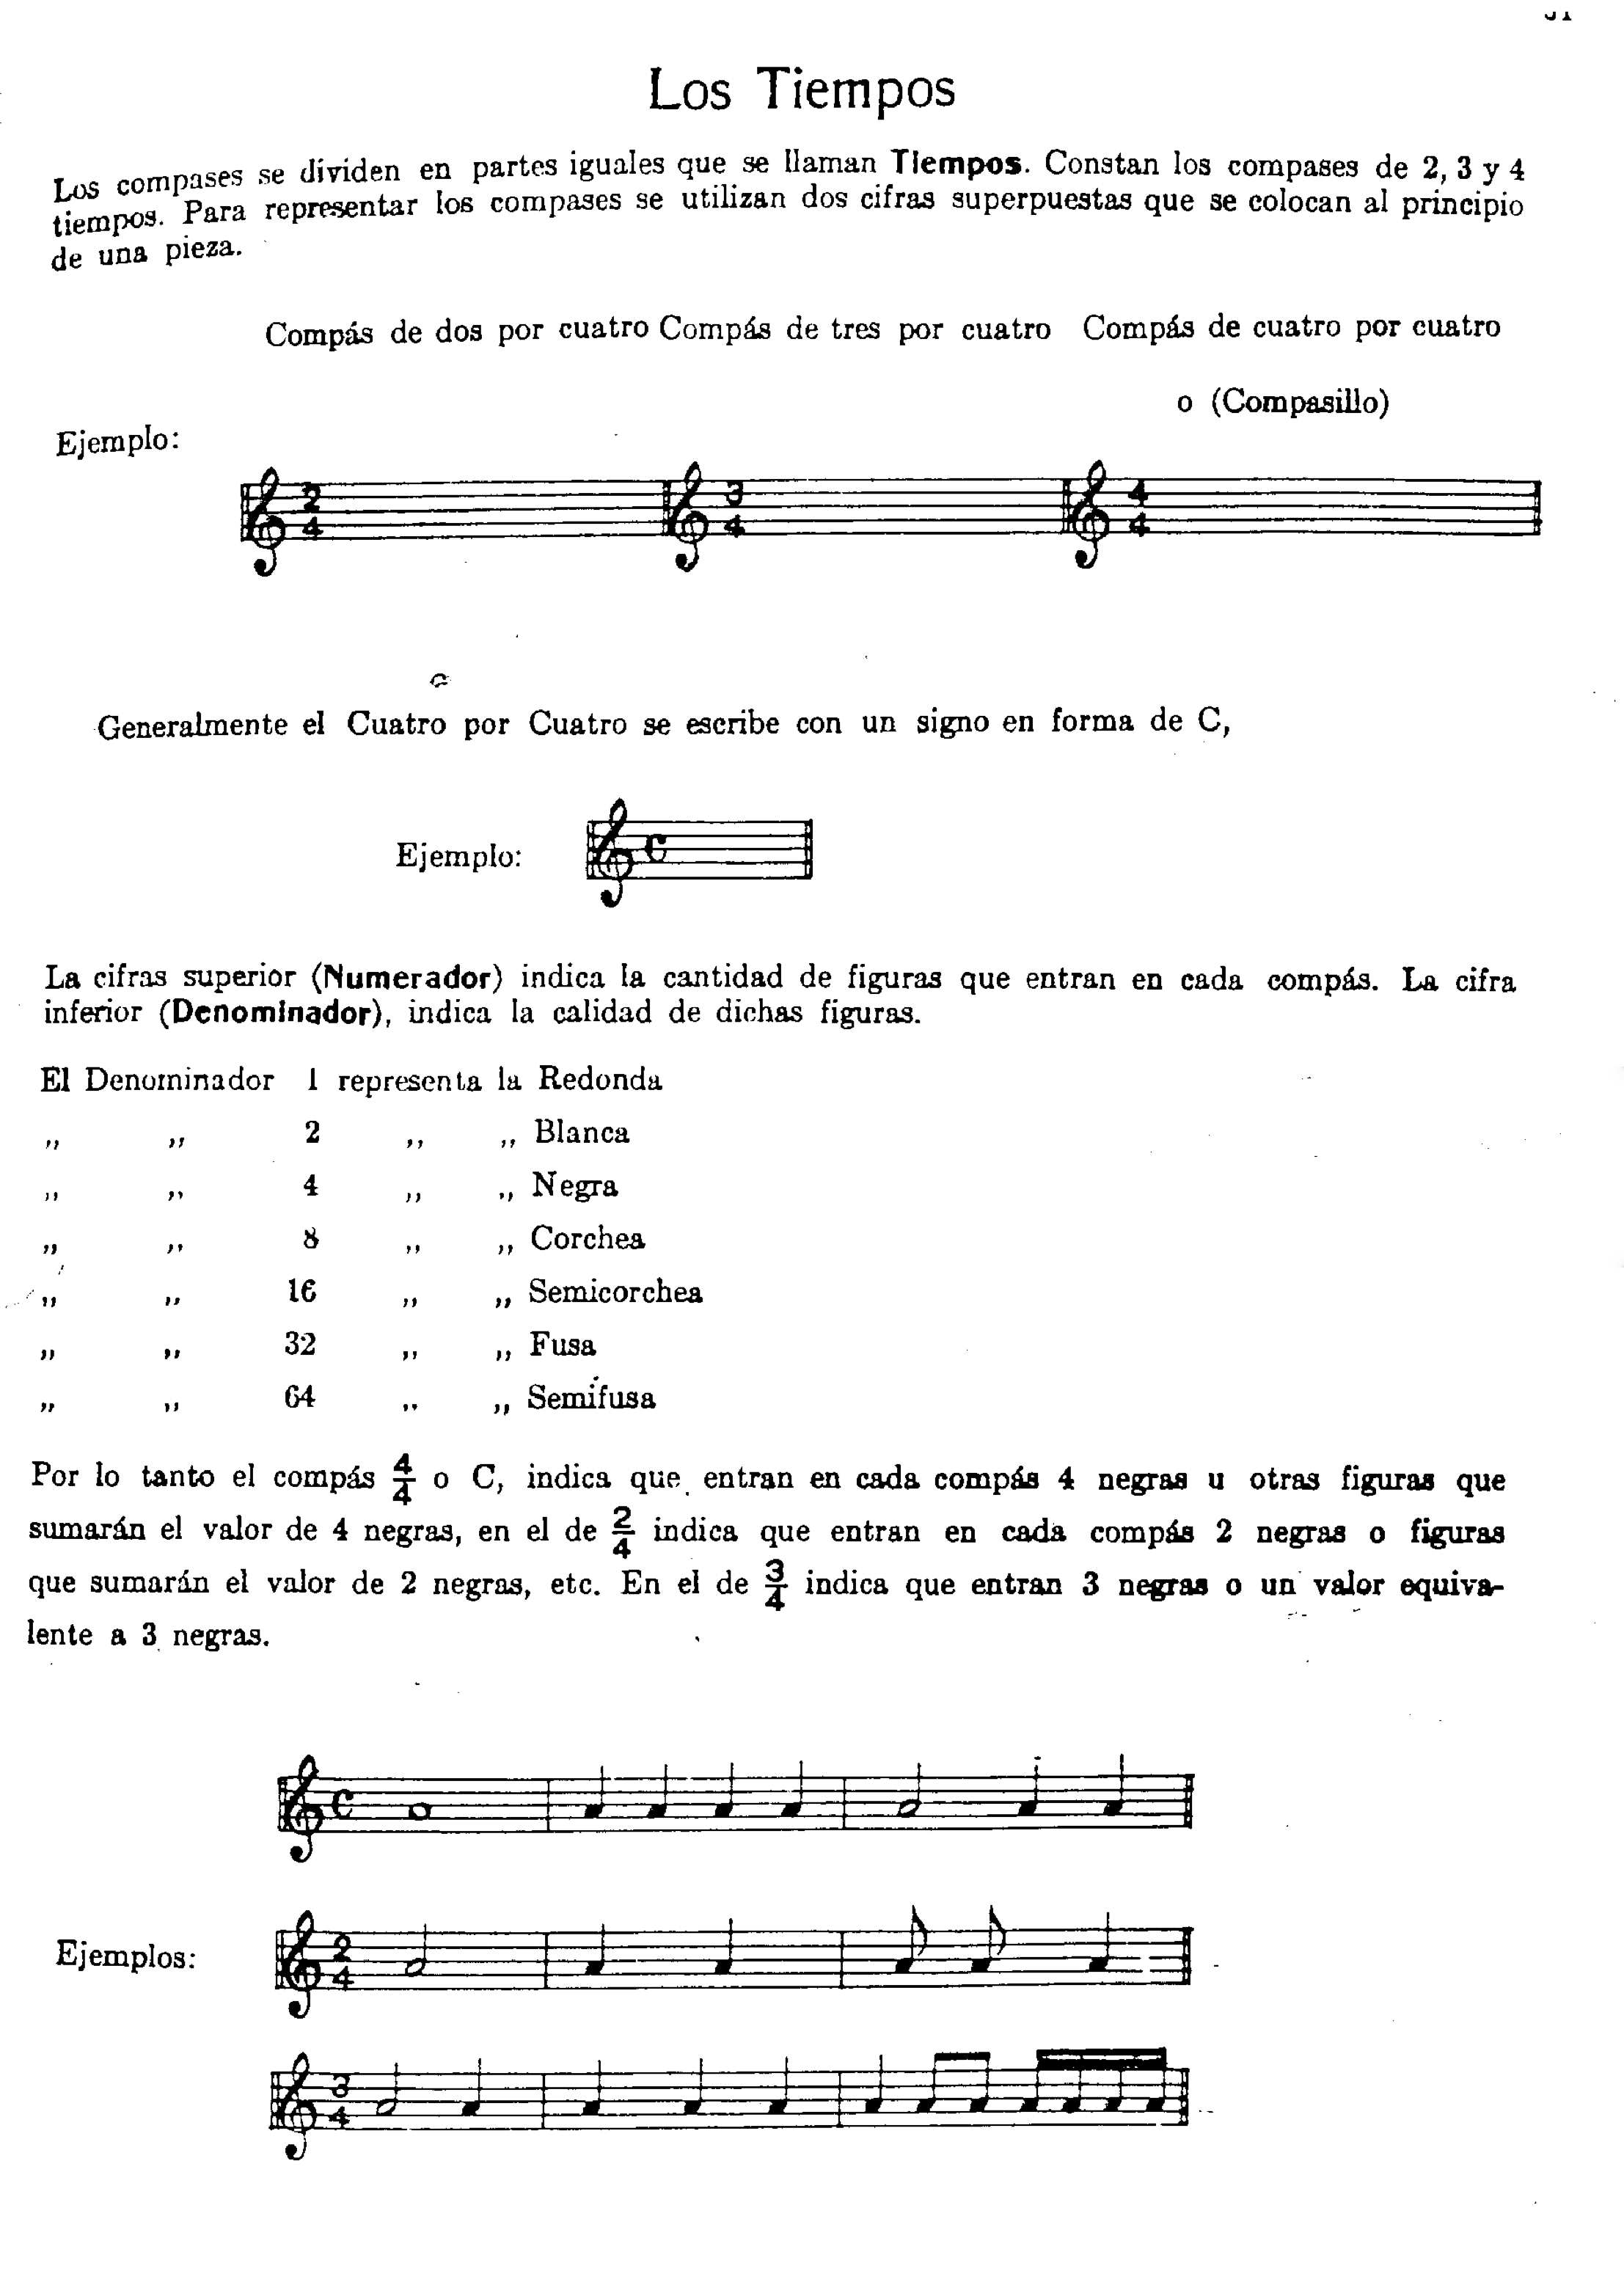 Los Tiempos
Los compases se dividen en partes iguales que se llaman Tiempos. Constan los compases de 2, 3 y 4
tiempos. Para representar los compases se utilizan dos cifras superpuestas que se colocan al principio
de una pieza.
Compás de dos por cuatro Compás de tres por cuatro Compás de cuatro por cuatro
o (Compasillo)
Ejemplo:
2 3 4
4 4 4
Generalmente el Cuatro por Cuatro se escribe con un signo en forma de C,
Ejemplo: C
La cifras superior (Numerador) indica la cantidad de figuras que entran en cada compás. La cifra
inferior (Denominador), indica la calidad de dichas figuras.
El Denominador 1 representa la Redonda
„ „ 2 „ „ Blanca
„ „ 4 „ „ Negra
„ „ 8 „ „ Corchea
„ „ 16 „ „ Semicorchea
„ „ 32 „ „ Fusa
„ „ 64 „ „ Semifusa
Por lo tanto el compás 4/4 o C, indica que entran en cada compás 4 negras u otras figuras que
sumarán el valor de 4 negras, en el de 2/4 indica que entran en cada compás 2 negras o figuras
que sumarán el valor de 2 negras, etc. En el de 3/4 indica que entran 3 negras o un valor equiva-
lente a 3 negras.
C
Ejemplos:
2
4
3
4